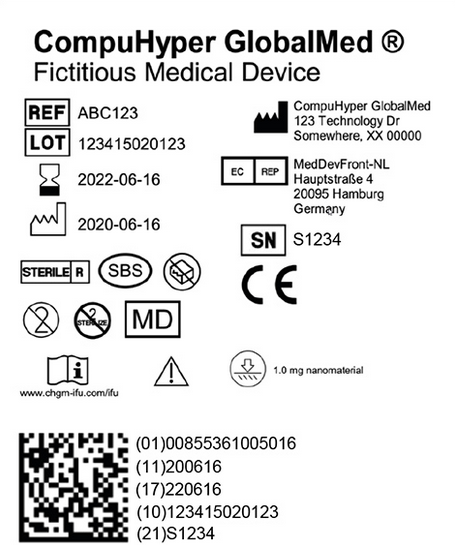 CompuHyper GlobalMed ®
Fictitious Medical Device
REF ABC123
LOT 123415020123
2022-06-16
2020-06-16
CompuHyper GlobalMed
123 Technology Dr
Somewhere, XX 00000
EC REP
MedDevFront-NL
Hauptstraße 4
20095 Hamburg
Germany
SN S1234
STERILE R
SBS
CE
2
2
STERILIZE
MD
i
www.chgm-ifu.com/ifu
!
1.0 mg nanomaterial
(01)00855361005016
(11)200616
(17)220616
(10)123415020123
(21)S1234